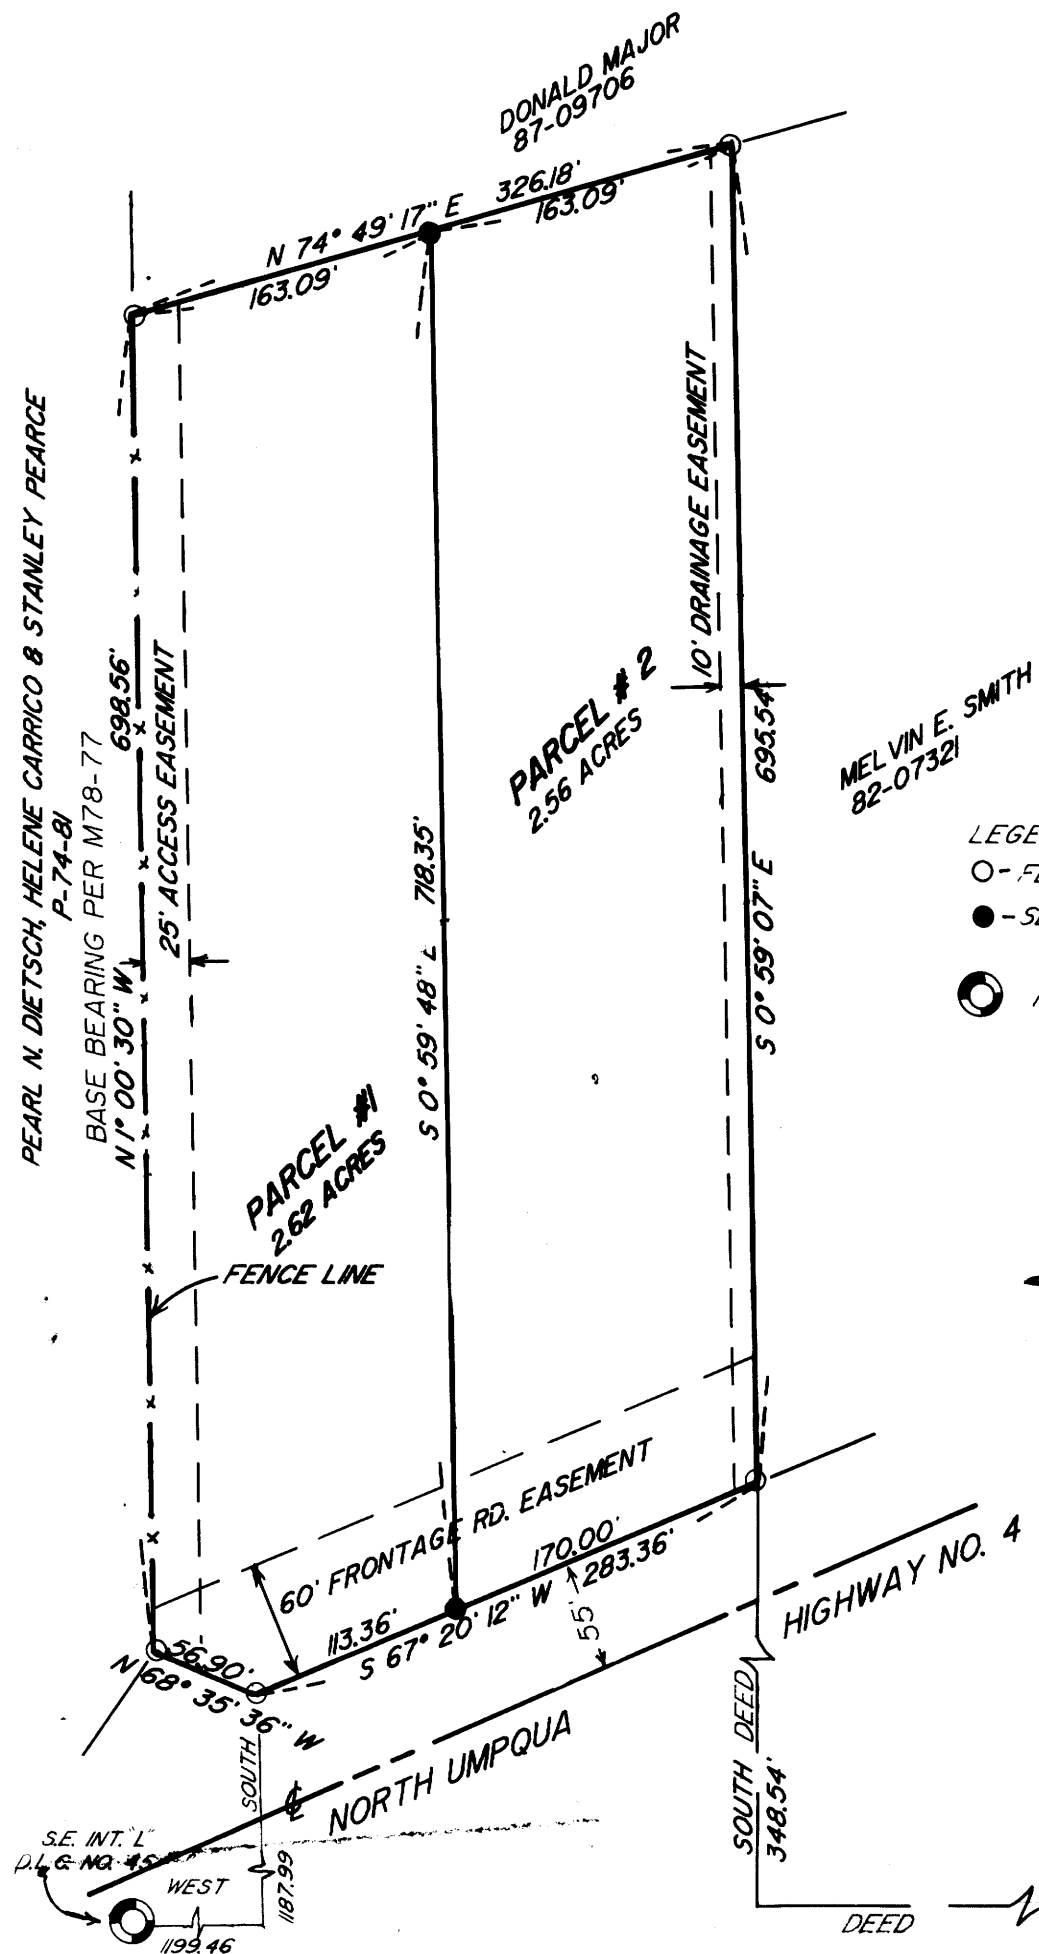 DONALD MAJOR
87-09706
N 74° 49' 17" E 326.18'
163.09'
163.09'
PEARL N. DIETSCH, HELENE CARRICO & STANLEY PEARCE
P-74-81
BASE BEARING PER M78-77
N 1° 00' 30" W 698.56'
25' ACCESS EASEMENT
10' DRAINAGE EASEMENT
PARCEL # 2
2.56 ACRES
S 0° 59' 48" E 718.35'
S 0° 59' 07" E 695.54'
MELVIN E. SMITH
82-07321
PARCEL #1
2.62 ACRES
FENCE LINE
60' FRONTAGE RD. EASEMENT
170.00'
113.36'
S 67° 20' 12" W 283.36'
55'
56.90'
N 68° 35' 36" W
NORTH UMPQUA HIGHWAY NO. 4
SOUTH
1187.99
S.E. INT. "L"
D.L.C. NO. 45
WEST
1199.46
SOUTH DEED
348.54'
DEED